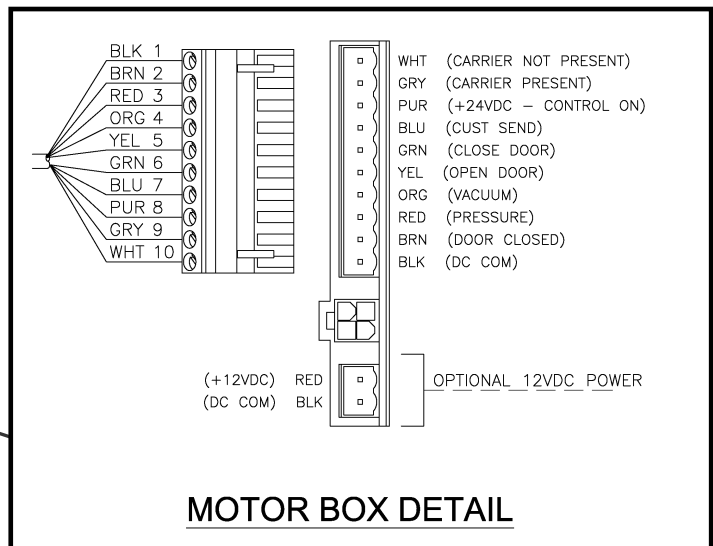 BLK 1
BRN 2
RED 3
ORG 4
YEL 5
GRN 6
BLU 7
PUR 8
GRY 9
WHT 10
WHT (CARRIER NOT PRESENT)
GRY (CARRIER PRESENT)
PUR (+24VDC – CONTROL ON)
BLU (CUST SEND)
GRN (CLOSE DOOR)
YEL (OPEN DOOR)
ORG (VACUUM)
RED (PRESSURE)
BRN (DOOR CLOSED)
BLK (DC COM)
(+12VDC) RED
(DC COM) BLK
OPTIONAL 12VDC POWER
MOTOR BOX DETAIL